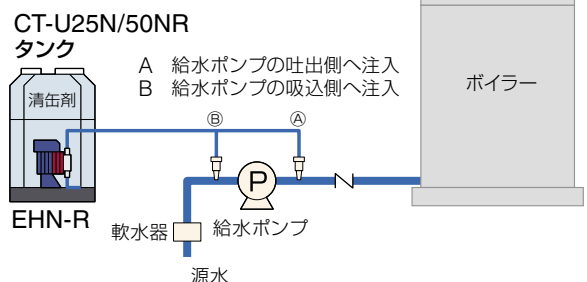 CT-U25N/50NR
タンク
A 給水ポンプの吐出側へ注入
B 給水ポンプの吸込側へ注入
清缶剤
ボイラー
Ⓑ Ⓐ
P
EHN-R
軟水器
給水ポンプ
源水